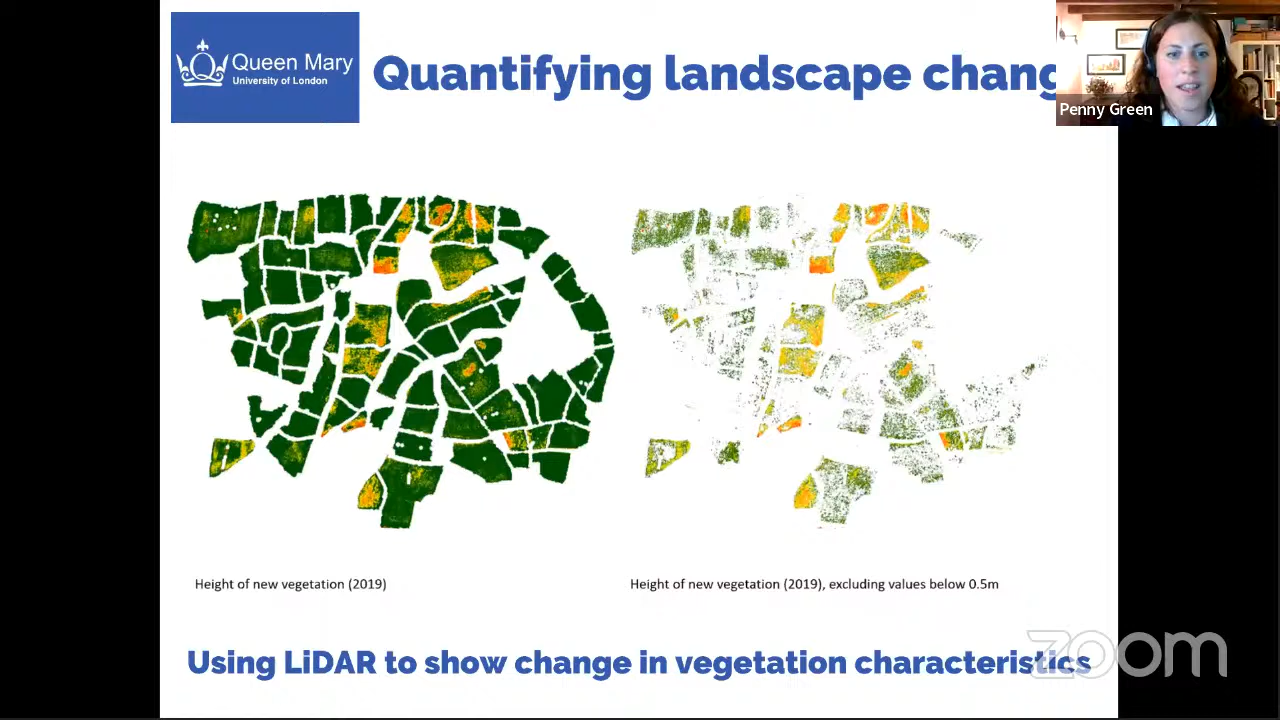 Queen Mary
University of London
Quantifying landscape chang
Penny Green
Height of new vegetation (2019)
Height of new vegetation (2019), excluding values below 0.5m
Using LiDAR to show change in vegetation characteristics
zoom